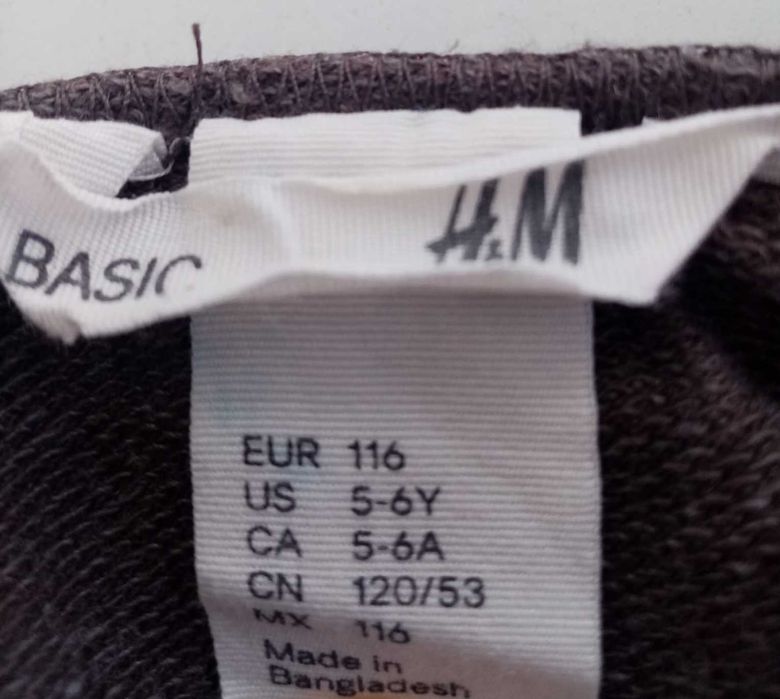 H&M
BASIC
EUR 116
US 5-6Y
CA 5-6A
CN 120/53
MX 116
Made in
Bangladesh